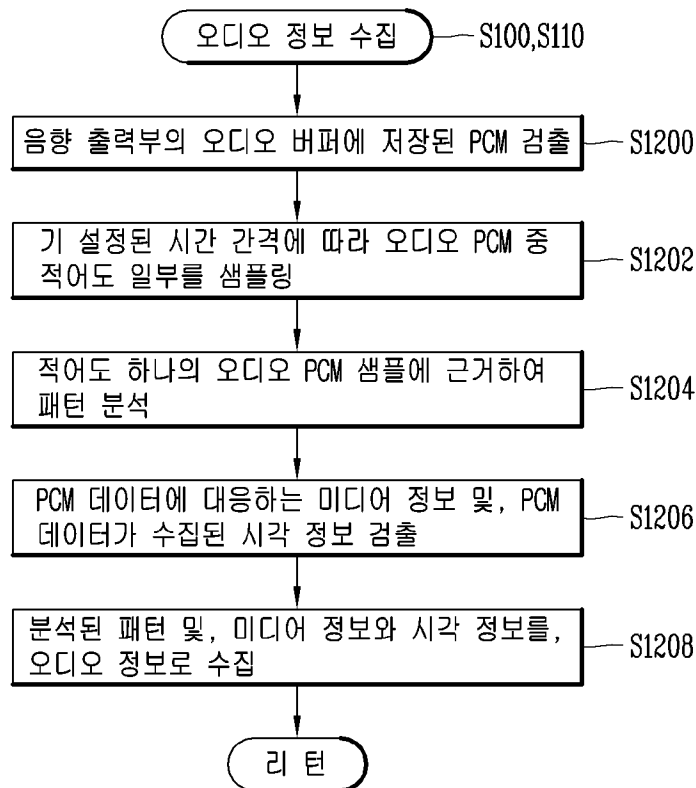 오디오 정보 수집
S100,S110
음향 출력부의 오디오 버퍼에 저장된 PCM 검출
S1200
기 설정된 시간 간격에 따라 오디오 PCM 중
적어도 일부를 샘플링
S1202
적어도 하나의 오디오 PCM 샘플에 근거하여
패턴 분석
S1204
PCM 데이터에 대응하는 미디어 정보 및, PCM
데이터가 수집된 시각 정보 검출
S1206
분석된 패턴 및, 미디어 정보와 시각 정보를,
오디오 정보로 수집
S1208
리 턴